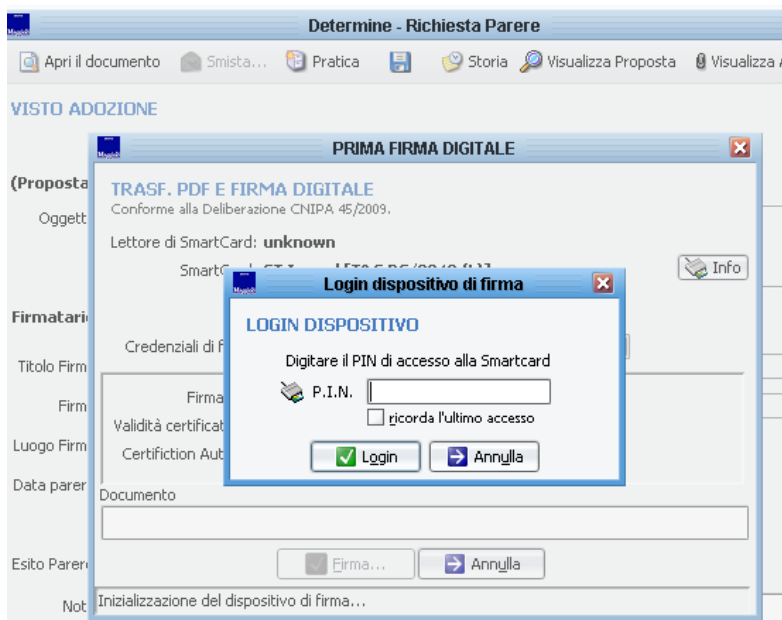 Determine - Richiesta Parere
Apri il documento Smista... Pratica Storia Visualizza Proposta Visualizza
VISTO ADOZIONE
PRIMA FIRMA DIGITALE
(Proposta
TRASF. PDF E FIRMA DIGITALE
Conforme alla Deliberazione CNIPA 45/2009.
Oggett
Lettore di SmartCard: unknown
Info
Login dispositivo di firma
Firmatari
LOGIN DISPOSITIVO
Credenziali di f
Digitare il PIN di accesso alla Smartcard
Titolo Firm
P.I.N.
Firma
Firm
ricorda l'ultimo accesso
Validità certificat
Luogo Firm
Certifiction Aut
Login Annulla
Data parer
Documento
Esito Pareri
Firma... Annulla
Not
Inizializzazione del dispositivo di firma...